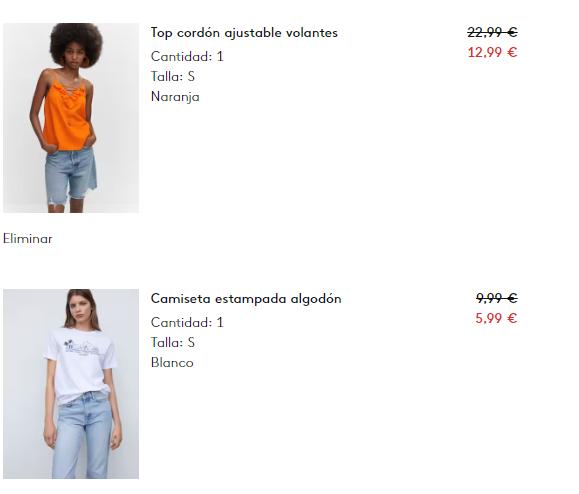 Top cordón ajustable volantes
22,99 €
12,99 €
Cantidad: 1
Talla: S
Naranja
Eliminar
Camiseta estampada algodón
9,99 €
5,99 €
Cantidad: 1
Talla: S
Blanco